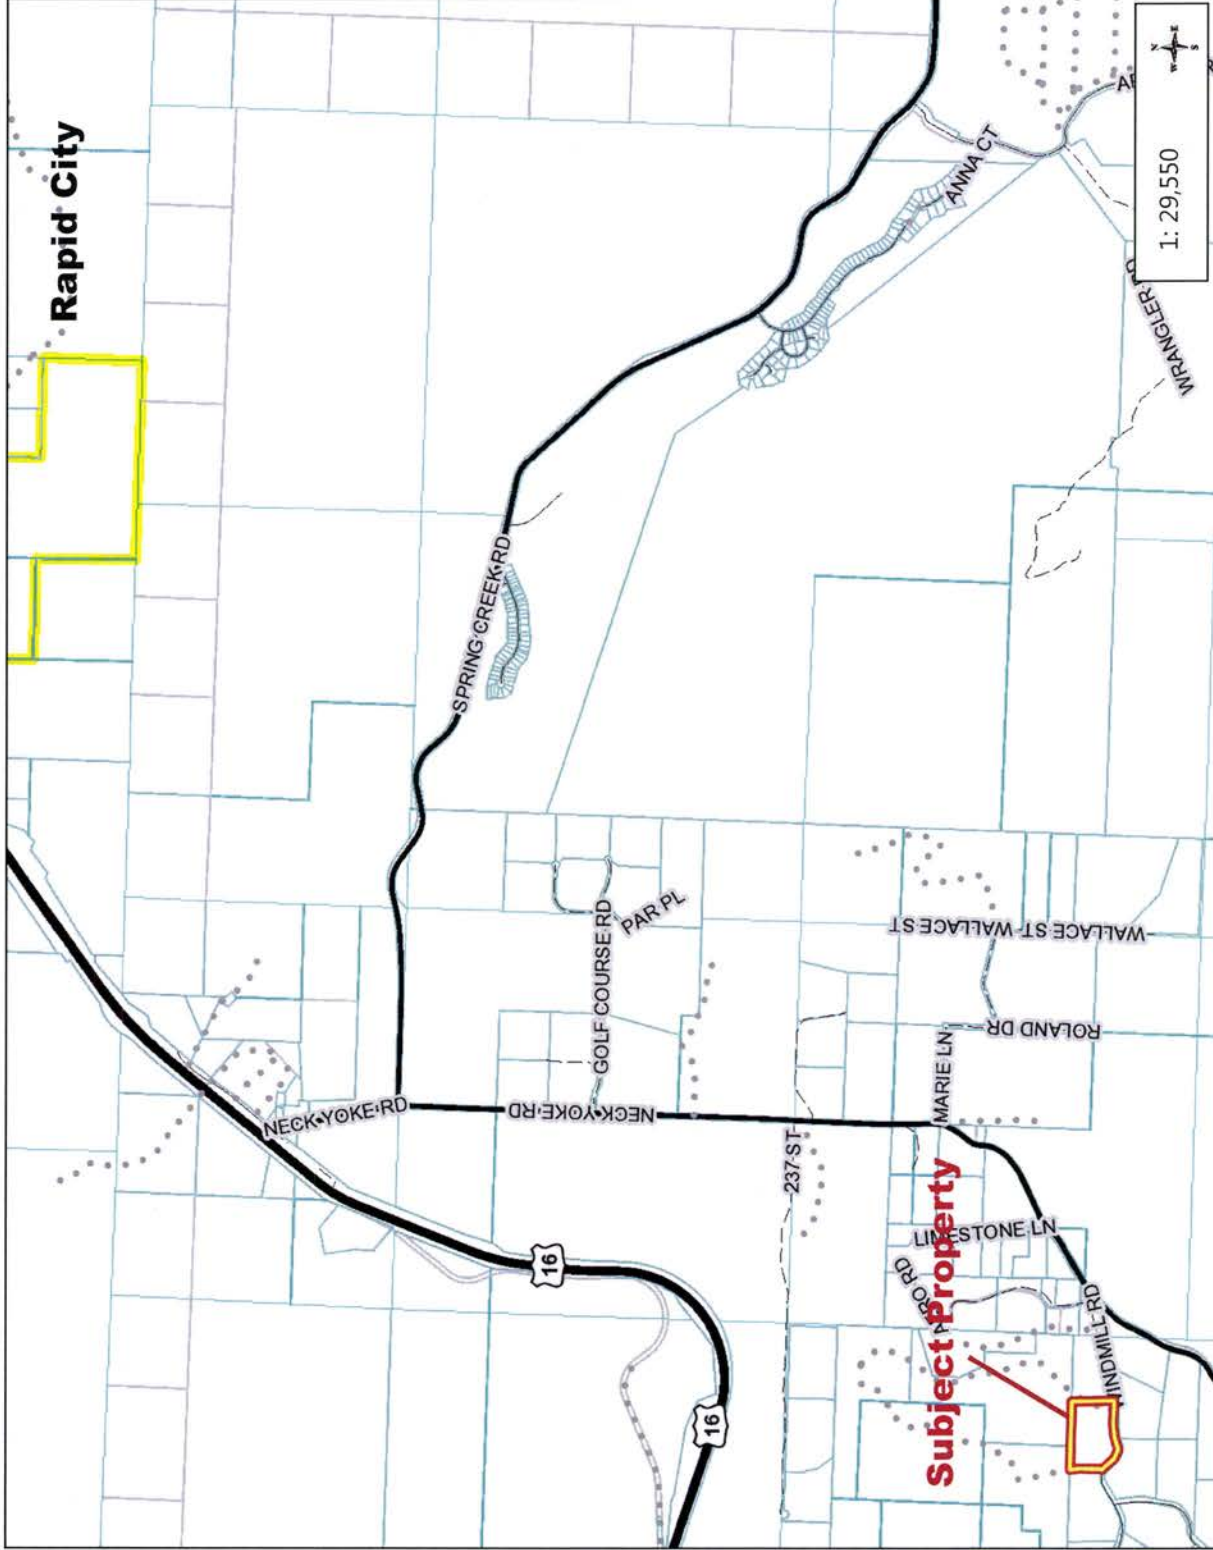 Rapid City
SPRING CREEK RD
ANNA CT
WRANGLER RD
NECK YOKE RD
NECK YOKE RD
NECK YOKE RD
GOLF COURSE RD
PAR PL
16
16
237 ST
MARIE LN
ROLAND DR
WALLACE ST
WALLACE ST
LIMESTONE LN
Subject Property
1: 29,550
N
W
E
S